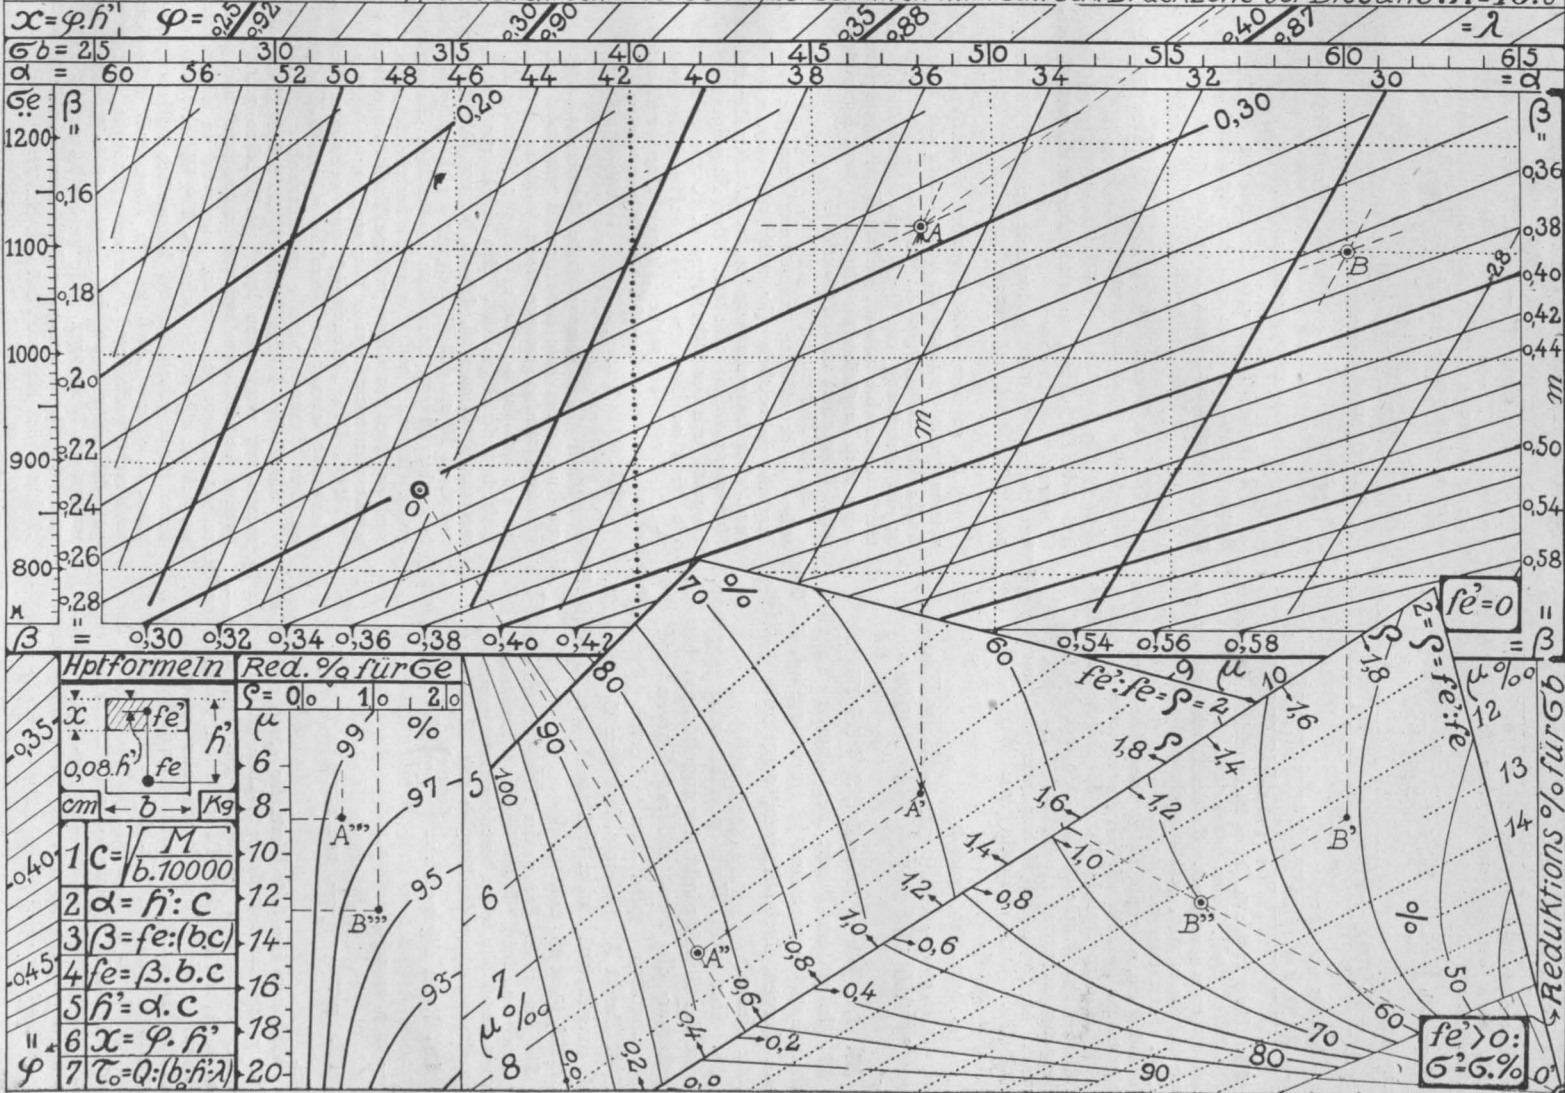 x=φ.h' φ= 0,25 0,92 0,30 0,90 0,35 0,88 0,40 0,87 =λ
σb= 25 30 35 40 45 50 55 60 65
α = 60 56 52 50 48 46 44 42 40 38 36 34 32 30 = α
σe β " 0,20 0,30 β "
1200
0,16 0,36
1100 A 0,38
B
0,18 28 0,40
0,42
1000 0,44
0,20
m
0,22 0,50
900
O
0,24 0,54
0,26 0,58
800
0,28 fe'=0
β " = 0,30 0,32 0,34 0,36 0,38 0,40 0,42 0,54 0,56 0,58 = β
Hptformeln
x fe' h'
0,08.h' fe
cm b Kg
1 c=√M/b.10000
2 α=h':c
3 β=fe:(b.c)
4 fe=β.b.c
5 h'=α.c
6 x=φ.h'
7 τo=Q:(bo.h'.λ)
0,35
0,40
0,45
" φ
Red. % für σe
ρ= 0,0 1,0 2,0
μ %
6
8
10
12
14
16
18
20
99
97
95
93
A''''
B''''
70 %
80
90
100
60
5
6
7
μ%o
8
9 μ 10
fe':fe=ρ=2
1,8 ρ
1,6
1,4
1,2
1,0
0,8
0,6
0,4
0,2
0,0
A'
A''
ρ 1,8
1,6
1,4
1,2
1,0
0,8
0,6
0,4
0,2
0,0
2=ρ=fe':fe
μ%o
12
13
14
B'
B''
%
50
60
70
80
90
Reduktions % für σb
fe'>0:
σ'=σ.%
0'